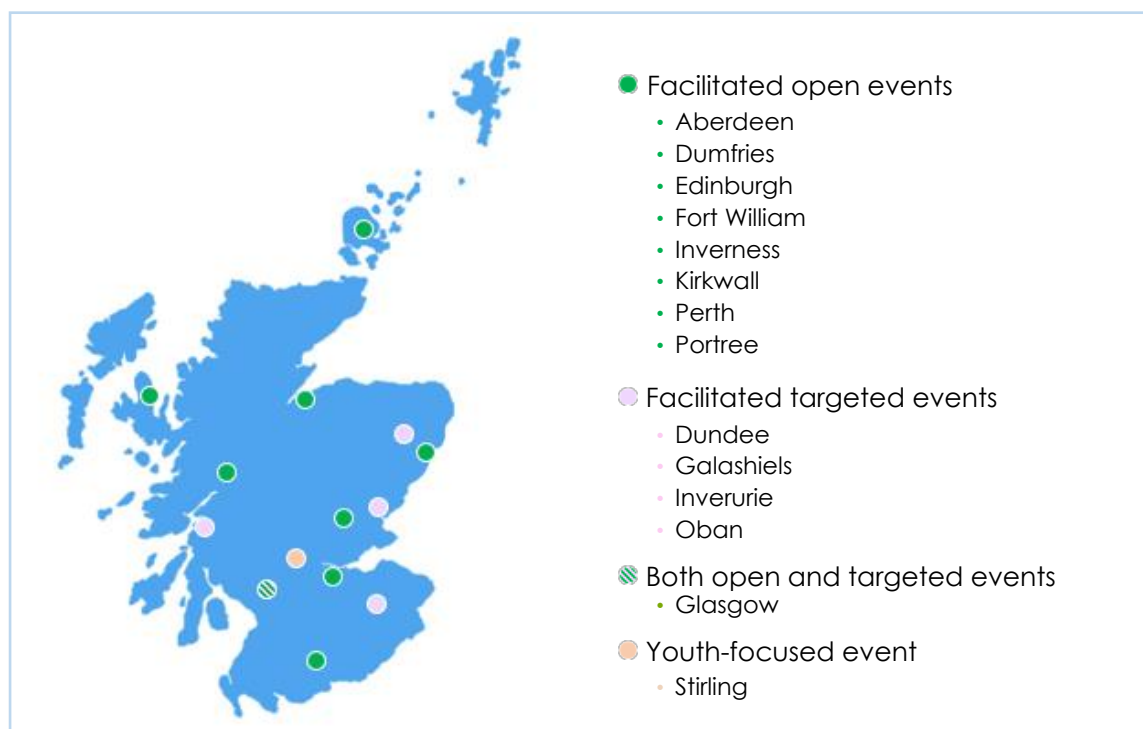 Facilitated open events
• Aberdeen
• Dumfries
• Edinburgh
• Fort William
• Inverness
• Kirkwall
• Perth
• Portree
Facilitated targeted events
• Dundee
• Galashiels
• Inverurie
• Oban
Both open and targeted events
• Glasgow
Youth-focused event
• Stirling